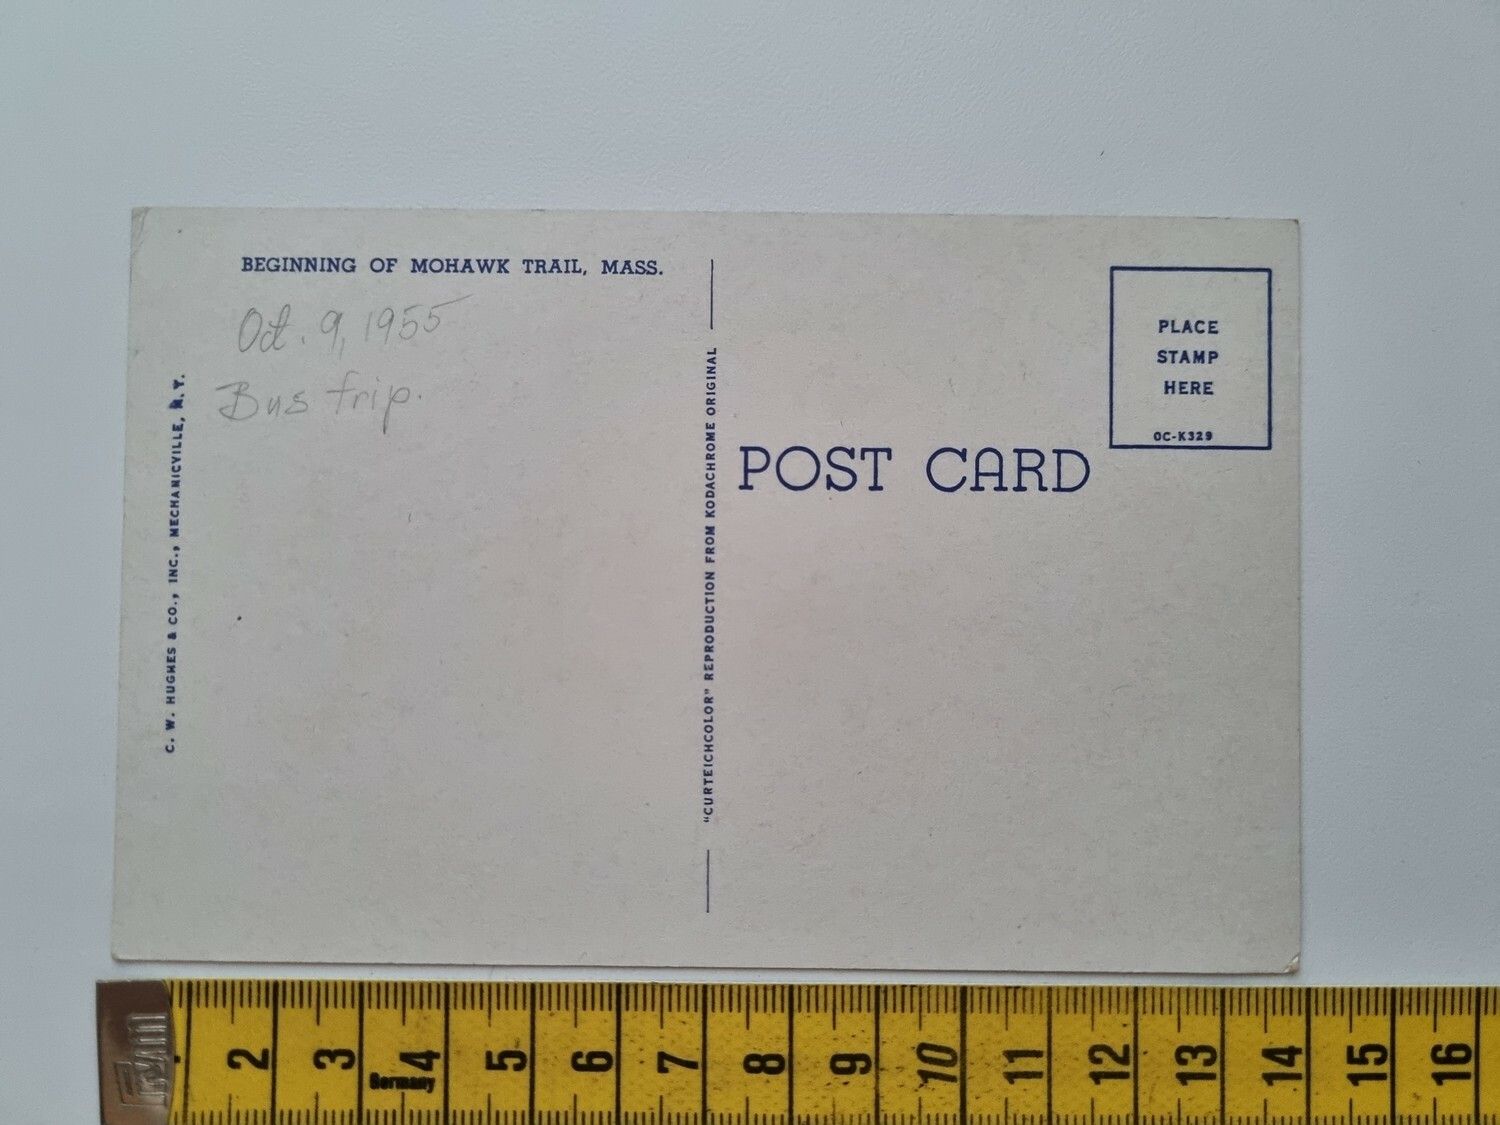 BEGINNING OF MOHAWK TRAIL, MASS.
Oct. 9, 1955
Bus trip.
C. W. HUGHES & CO., INC., MECHANICVILLE, N.Y.
"CURTEICHCOLOR" REPRODUCTION FROM KODACHROME ORIGINAL
POST CARD
PLACE
STAMP
HERE
OC-K329
2 3 4 5 6 7 8 9 10 11 12 13 14 15 16
Germany